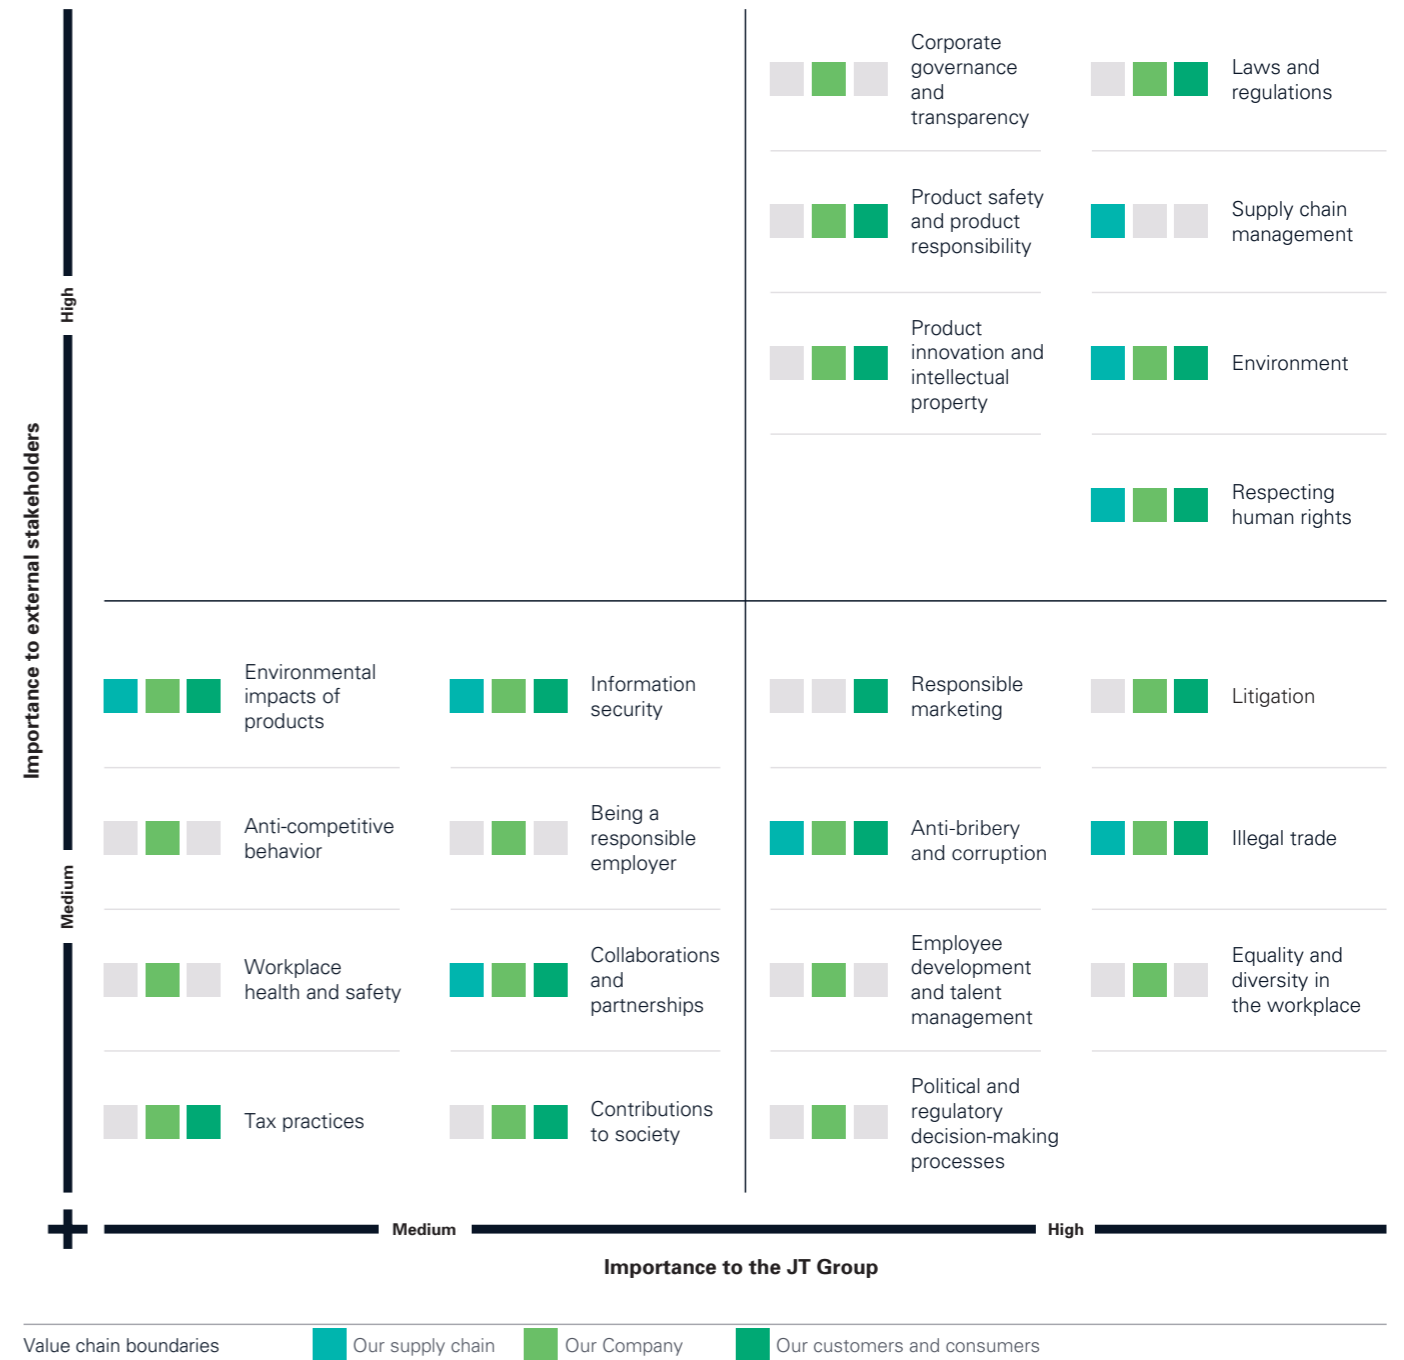 Corporate
governance
and
transparency
Laws and
regulations
Product safety
and product
responsibility
Supply chain
management
Product
innovation and
intellectual
property
Environment
Respecting
human rights
High
Importance to external stakeholders
Medium
Environmental
impacts of
products
Information
security
Responsible
marketing
Litigation
Anti-competitive
behavior
Being a
responsible
employer
Anti-bribery
and corruption
Illegal trade
Workplace
health and safety
Collaborations
and
partnerships
Employee
development
and talent
management
Equality and
diversity in
the workplace
Tax practices
Contributions
to society
Political and
regulatory
decision-making
processes
Medium
High
Importance to the JT Group
Value chain boundaries
Our supply chain
Our Company
Our customers and consumers